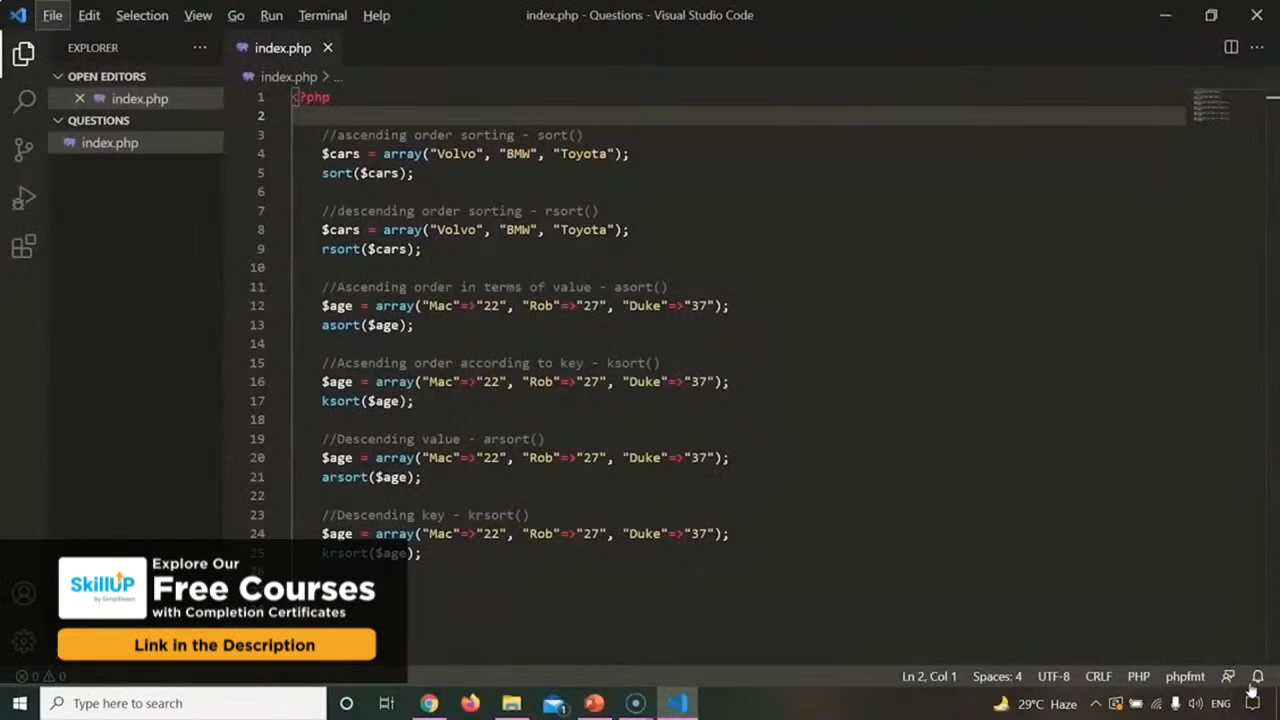 File Edit Selection View Go Run Terminal Help index.php - Questions - Visual Studio Code
EXPLORER ··· index.php
OPEN EDITORS index.php > ...
index.php
QUESTIONS
index.php
1 <?php
2
3 //ascending order sorting - sort()
4 $cars = array("Volvo", "BMW", "Toyota");
5 sort($cars);
6
7 //descending order sorting - rsort()
8 $cars = array("Volvo", "BMW", "Toyota");
9 rsort($cars);
10
11 //Ascending order in terms of value - asort()
12 $age = array("Mac"=>"22", "Rob"=>"27", "Duke"=>"37");
13 asort($age);
14
15 //Acsending order according to key - ksort()
16 $age = array("Mac"=>"22", "Rob"=>"27", "Duke"=>"37");
17 ksort($age);
18
19 //Descending value - arsort()
20 $age = array("Mac"=>"22", "Rob"=>"27", "Duke"=>"37");
21 arsort($age);
22
23 //Descending key - krsort()
24 $age = array("Mac"=>"22", "Rob"=>"27", "Duke"=>"37");
25 krsort($age);
SkillUP
by Simplilearn
Explore Our
Free Courses
with Completion Certificates
Link in the Description
0 0 Ln 2, Col 1 Spaces: 4 UTF-8 CRLF PHP phpfmt
Type here to search 1 29°C Haze ENG